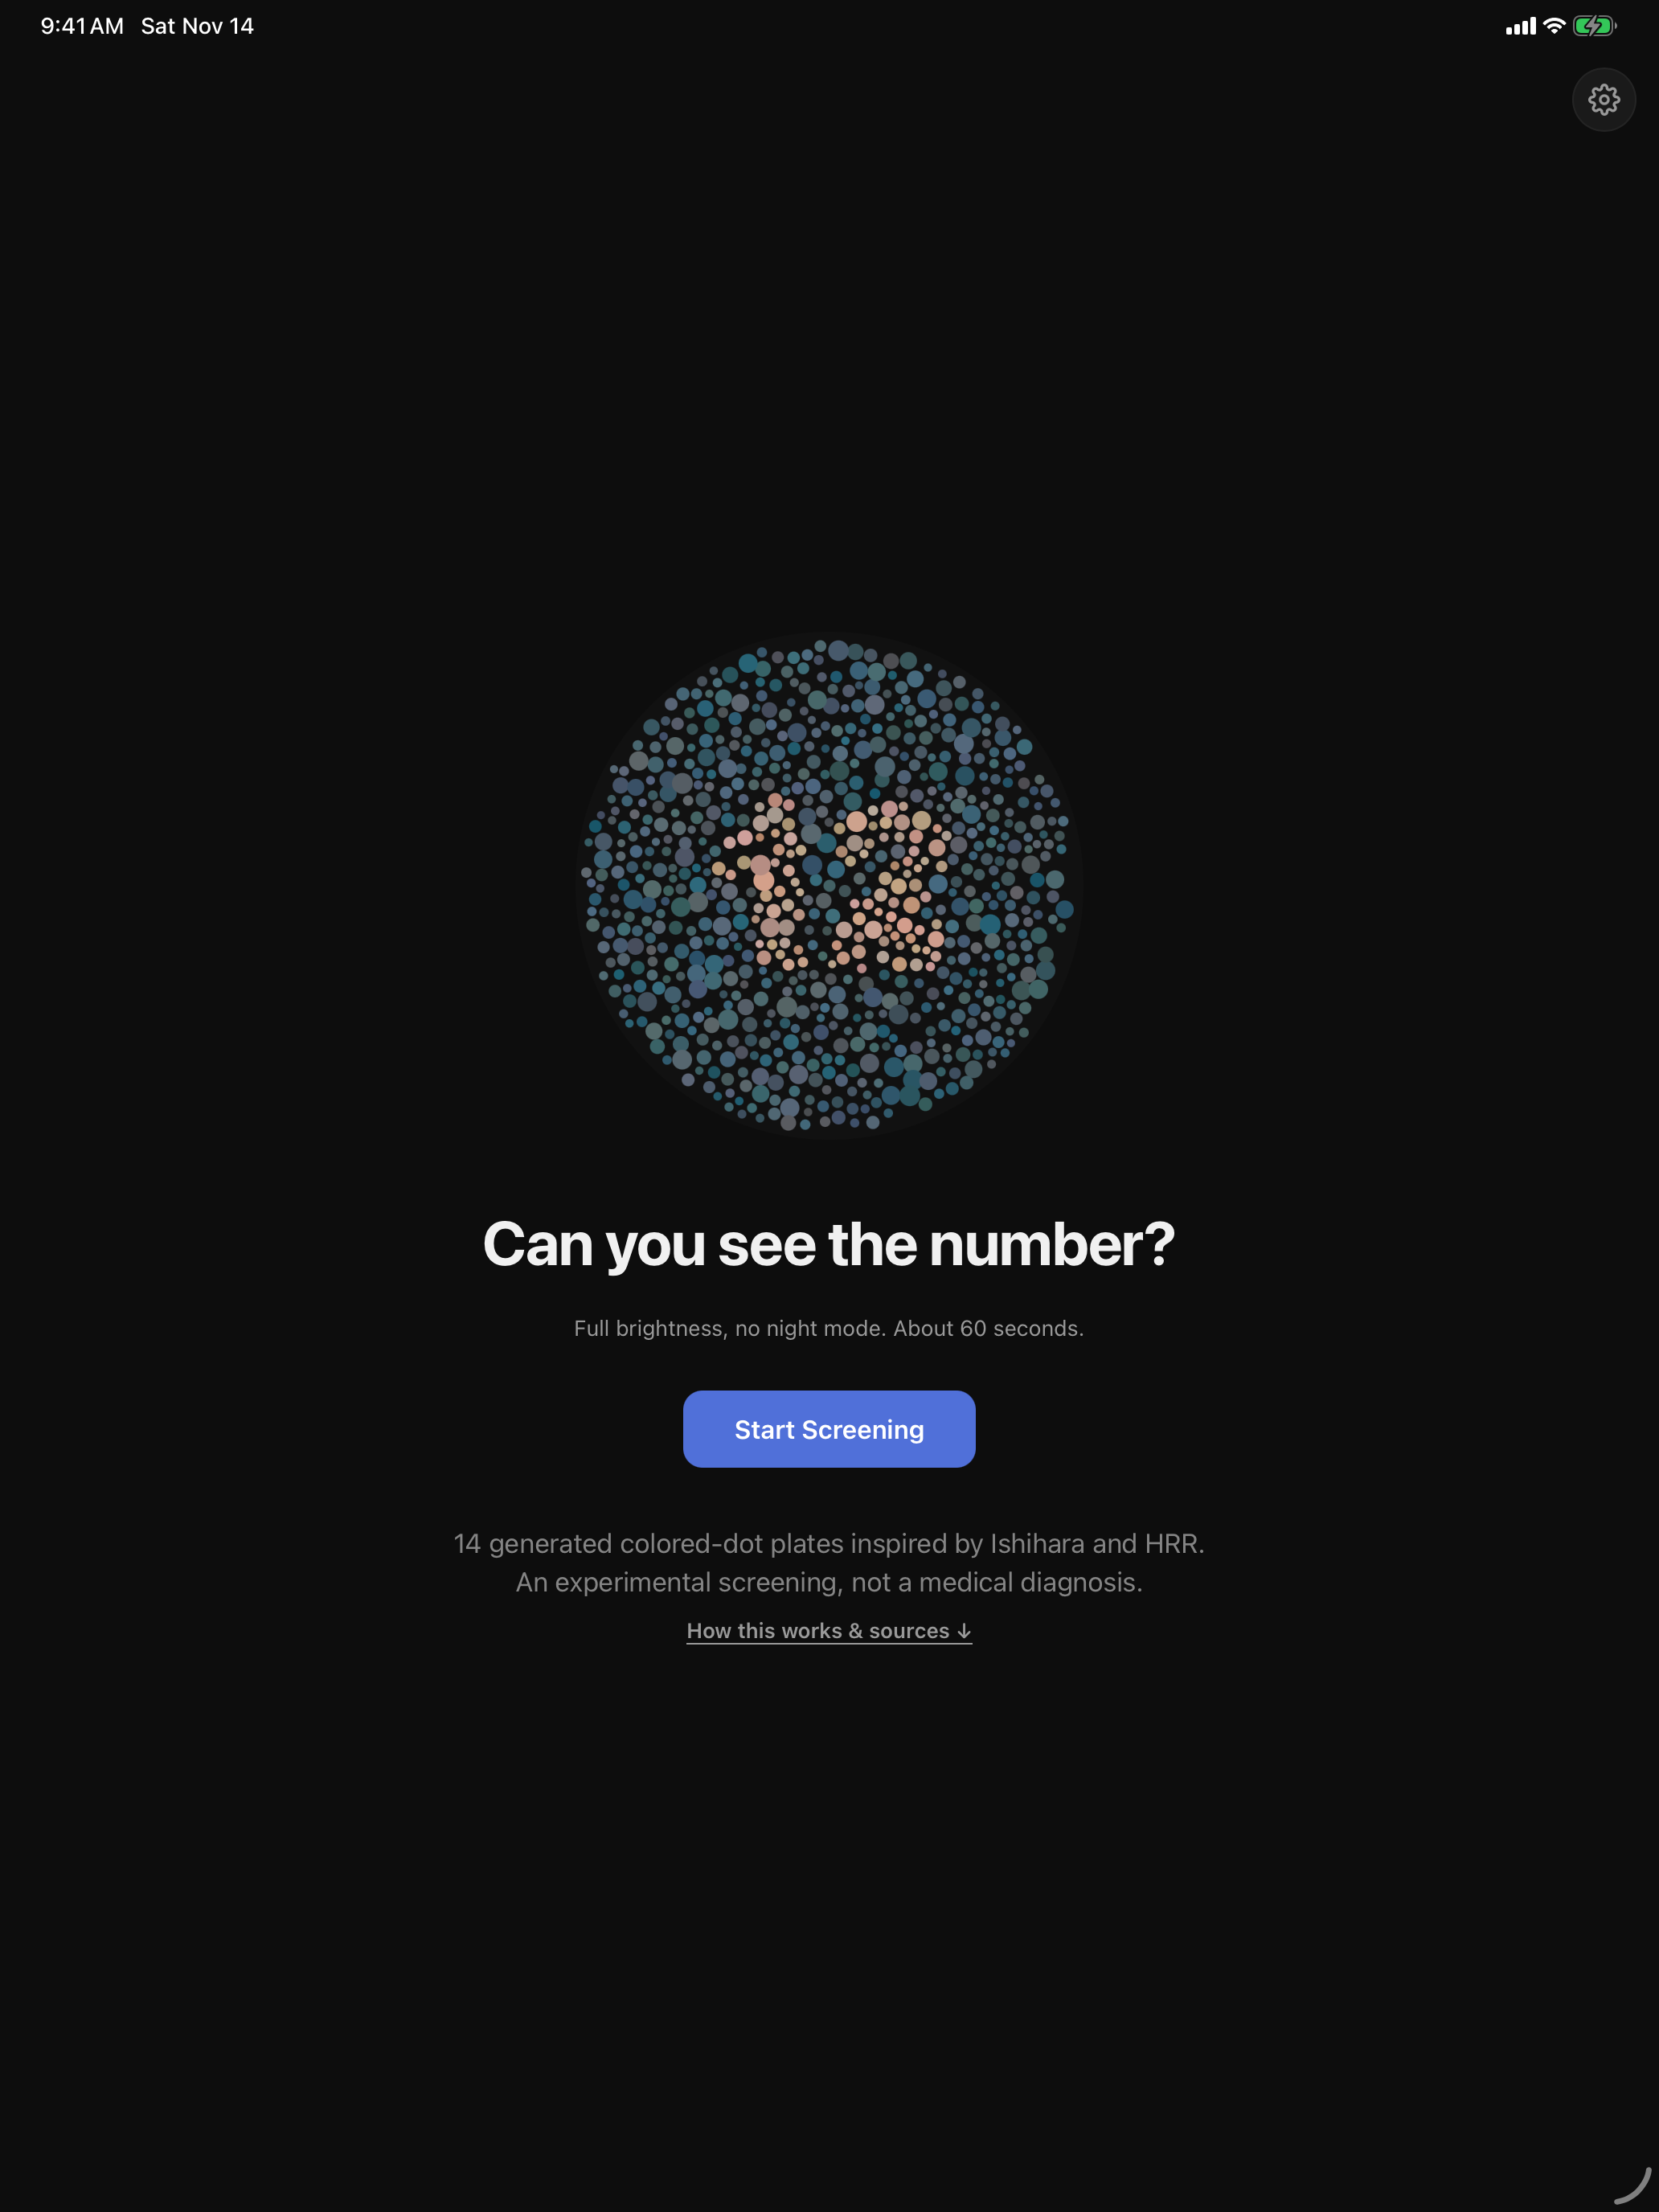 9:41 AM Sat Nov 14
12
Can you see the number?
Full brightness, no night mode. About 60 seconds.
Start Screening
14 generated colored-dot plates inspired by Ishihara and HRR.
An experimental screening, not a medical diagnosis.
How this works & sources ↓